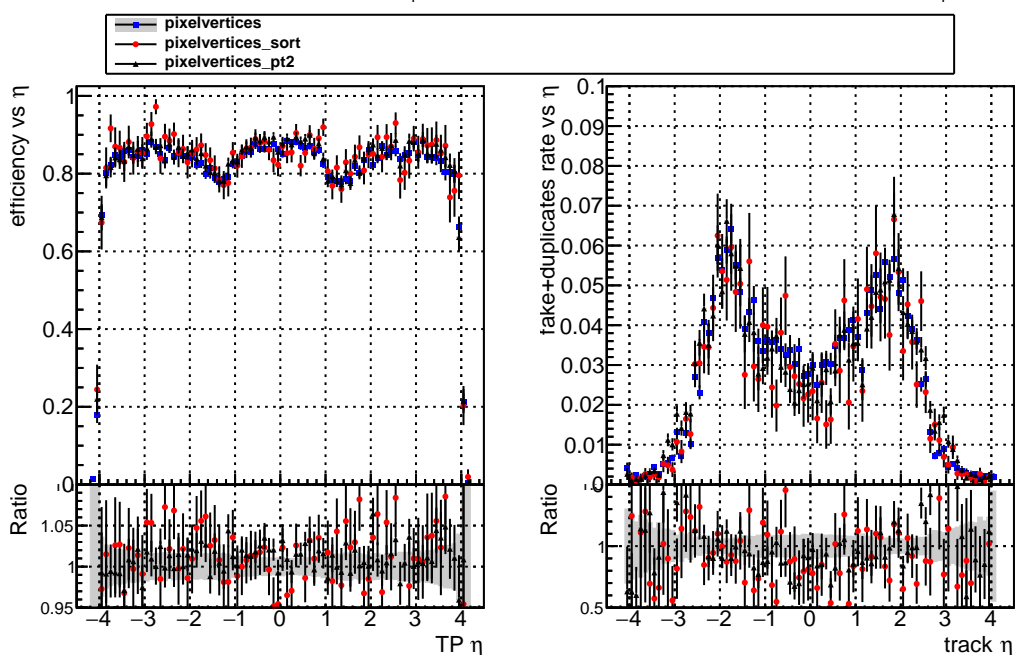 pixelvertices
pixelvertices_sort
pixelvertices_pt2
efficiency vs η
1
0.8
0.6
0.4
0.2
Ratio
1.05
1
0.95
−4 −3 −2 −1 0 1 2 3 4
TP η
fake+duplicates rate vs η
0.1
0.09
0.08
0.07
0.06
0.05
0.04
0.03
0.02
0.01
Ratio
1
0.5
−4 −3 −2 −1 0 1 2 3 4
track η